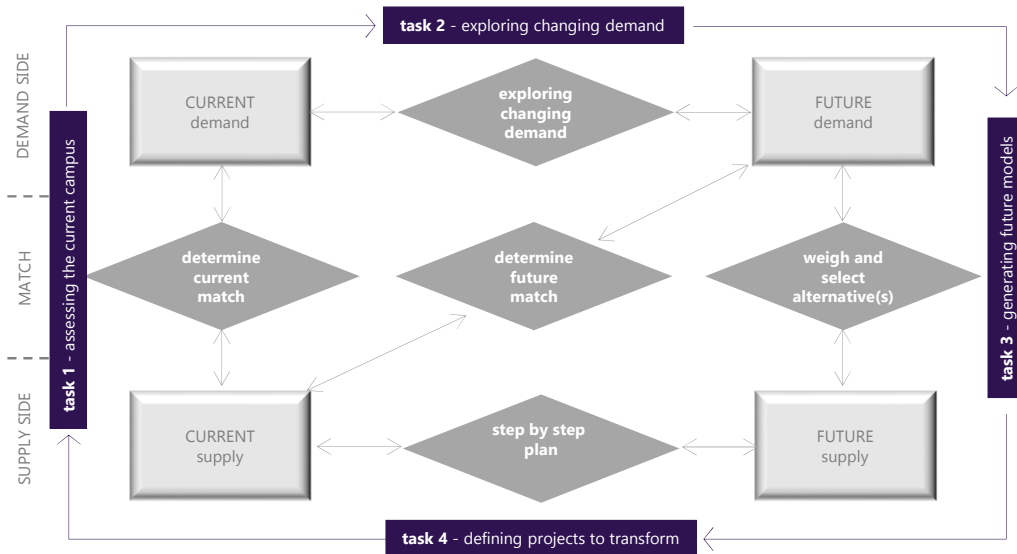 task 2 - exploring changing demand
DEMAND SIDE
CURRENT
demand
exploring
changing
demand
FUTURE
demand
task 1 - assessing the current campus
MATCH
determine
current
match
determine
future
match
weigh and
select
alternative(s)
task 3 - generating future models
SUPPLY SIDE
CURRENT
supply
step by step
plan
FUTURE
supply
task 4 - defining projects to transform